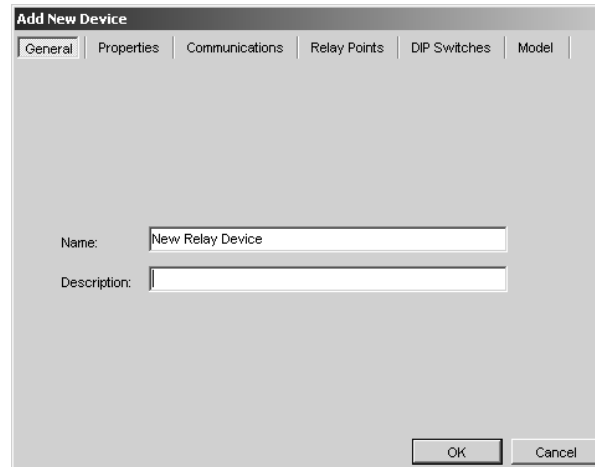 Add New Device
General Properties Communications Relay Points DIP Switches Model
Name: New Relay Device
Description:
OK Cancel